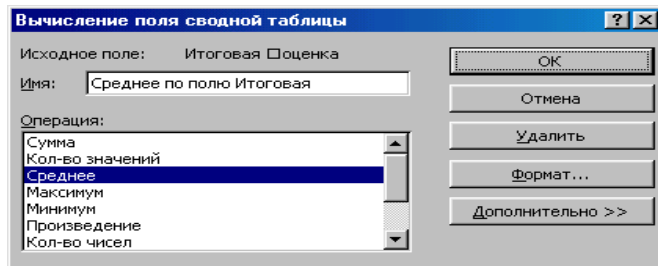 Вычисление поля сводной таблицы
Исходное поле: Итоговая □оценка
Имя: Среднее по полю Итоговая
Операция:
Сумма
Кол-во значений
Среднее
Максимум
Минимум
Произведение
Кол-во чисел
ОК
Отмена
Удалить
Формат...
Дополнительно >>